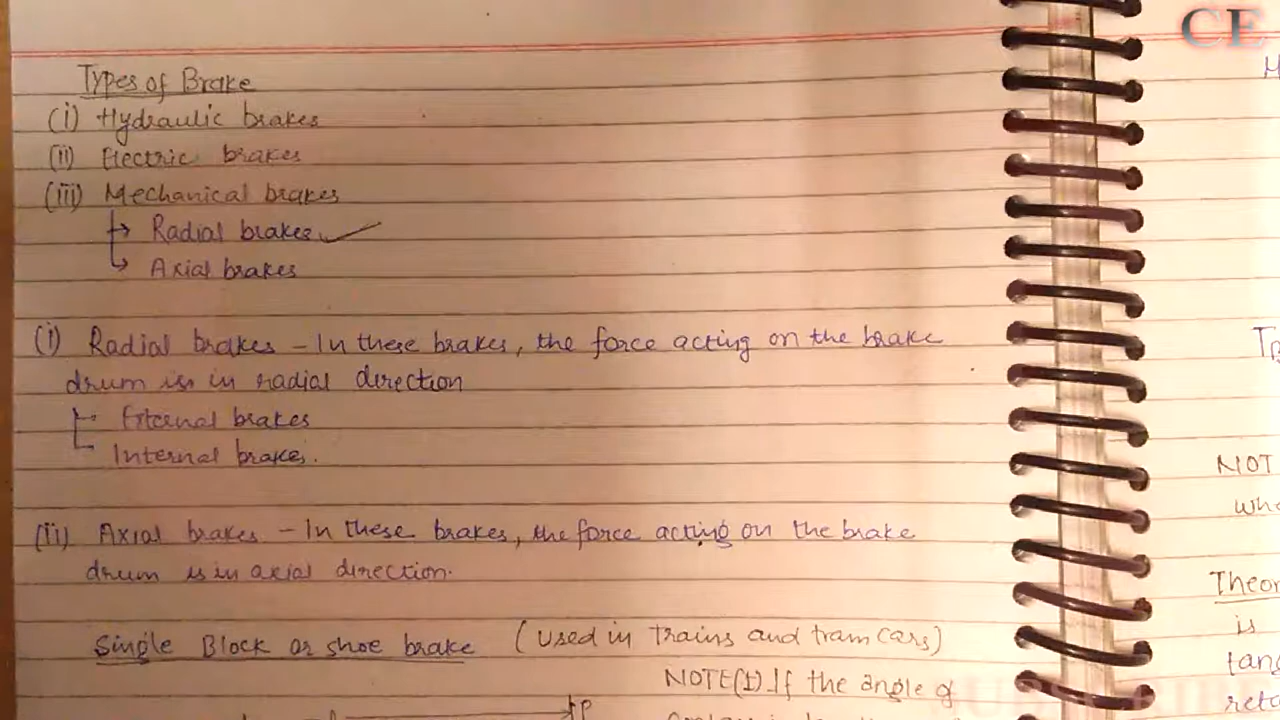 CE
Types of Brake
(i) Hydraulic brakes
(ii) Electric brakes
(iii) Mechanical brakes
Radial brakes
Axial brakes
(i) Radial brakes – In these brakes, the force acting on the brake
drum is in radial direction
External brakes
Internal brakes.
(ii) Axial brakes – In these brakes, the force acting on the brake
drum is in axial direction.
Single Block or shoe brake (used in trains and tram cars)
NOTE(1) If the angle of
P